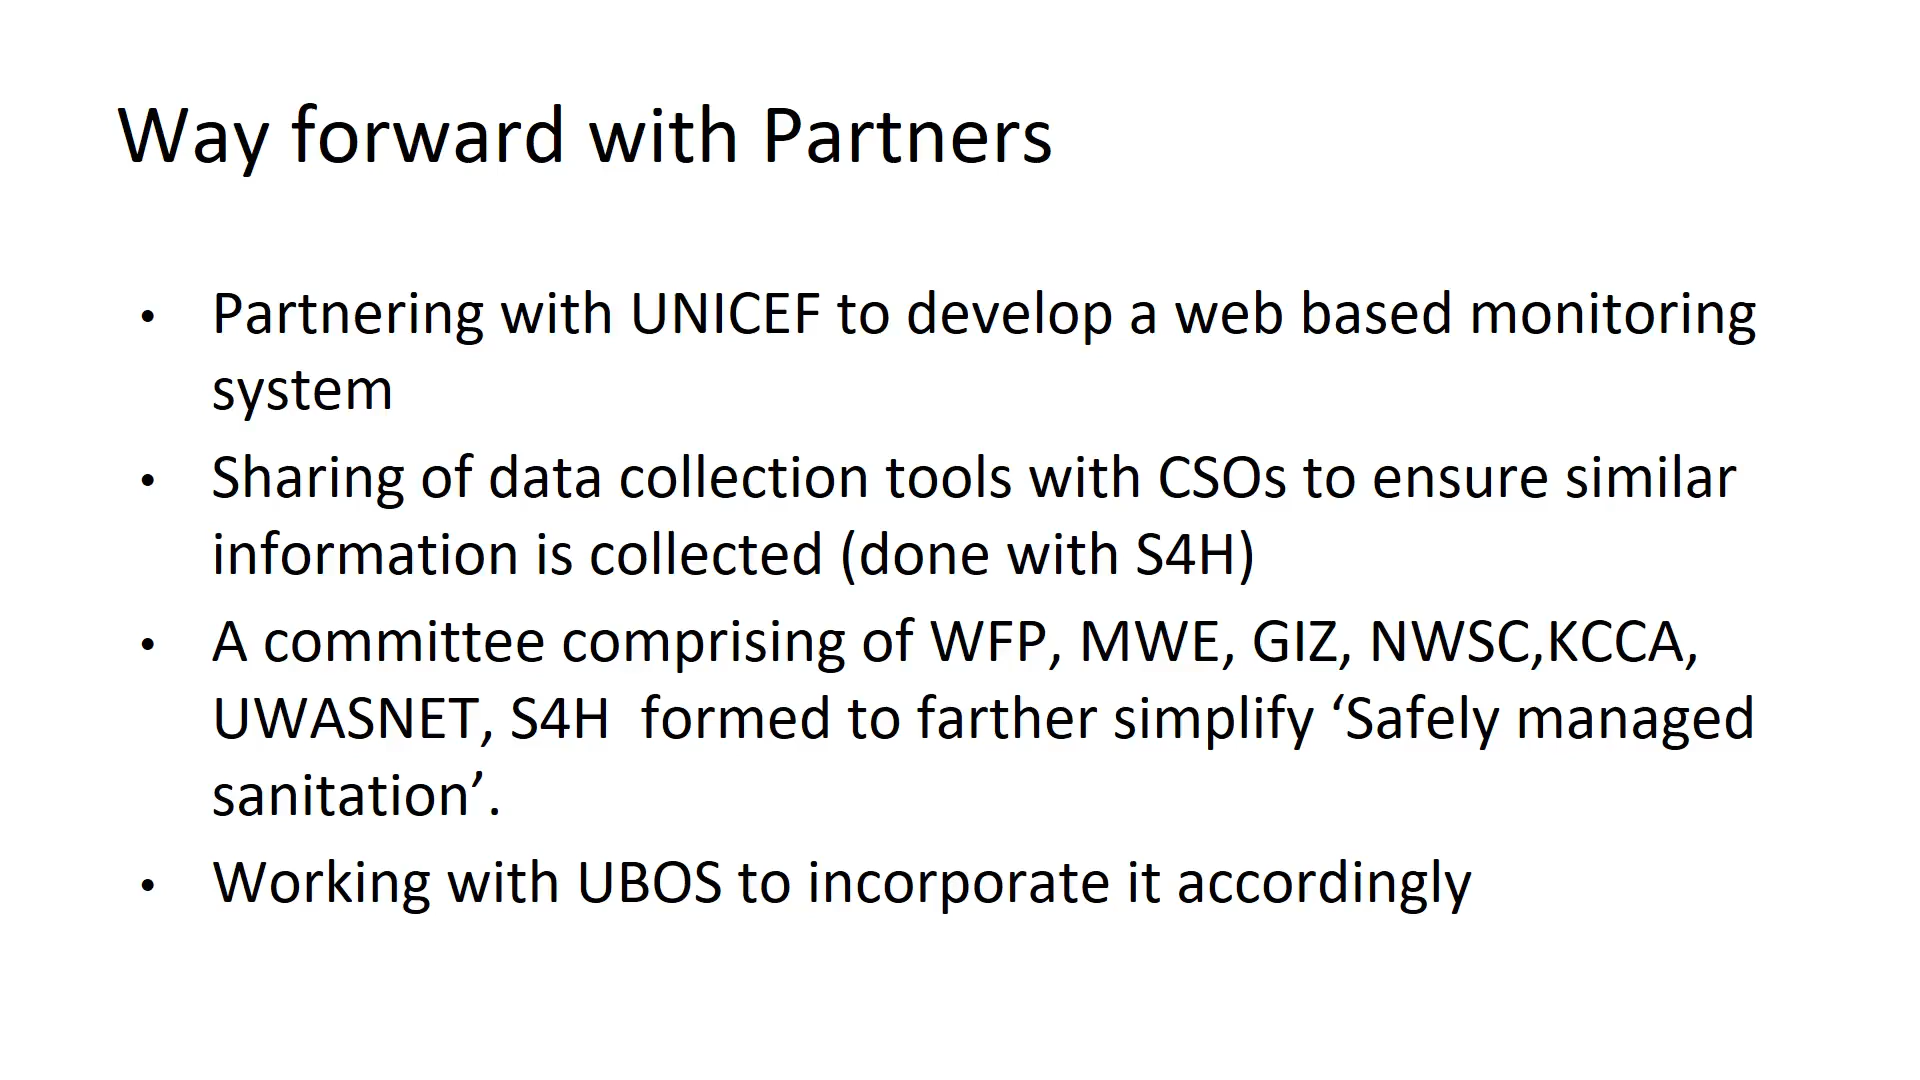 Way forward with Partners
• Partnering with UNICEF to develop a web based monitoring
system
• Sharing of data collection tools with CSOs to ensure similar
information is collected (done with S4H)
• A committee comprising of WFP, MWE, GIZ, NWSC,KCCA,
UWASNET, S4H  formed to farther simplify ‘Safely managed
sanitation’.
• Working with UBOS to incorporate it accordingly